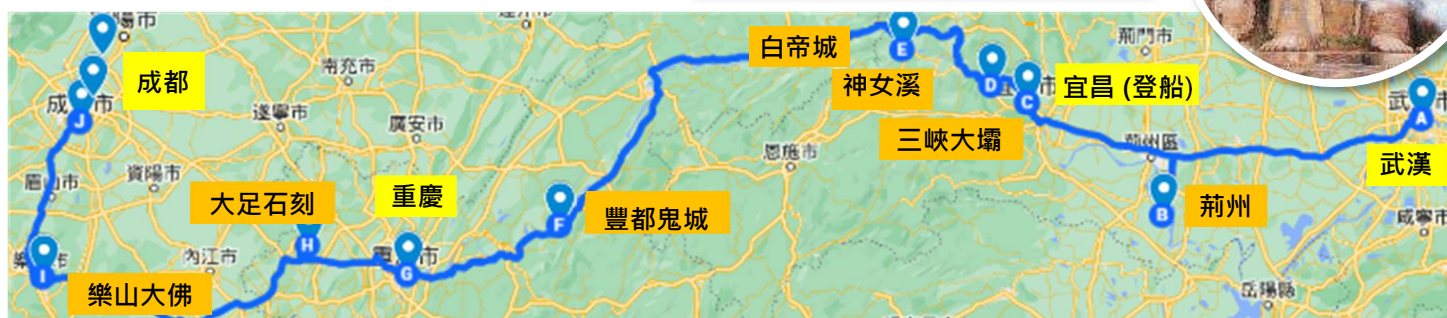 南充市
遂寧市
廣安市
資陽市
內江市
恩施市
荊門市
荊州區
咸寧市
岳陽縣
成都
重慶
大足石刻
樂山大佛
豐都鬼城
白帝城
神女溪
三峽大壩
宜昌 (登船)
荊州
武漢
A
B
C
D
E
F
G
H
I
J